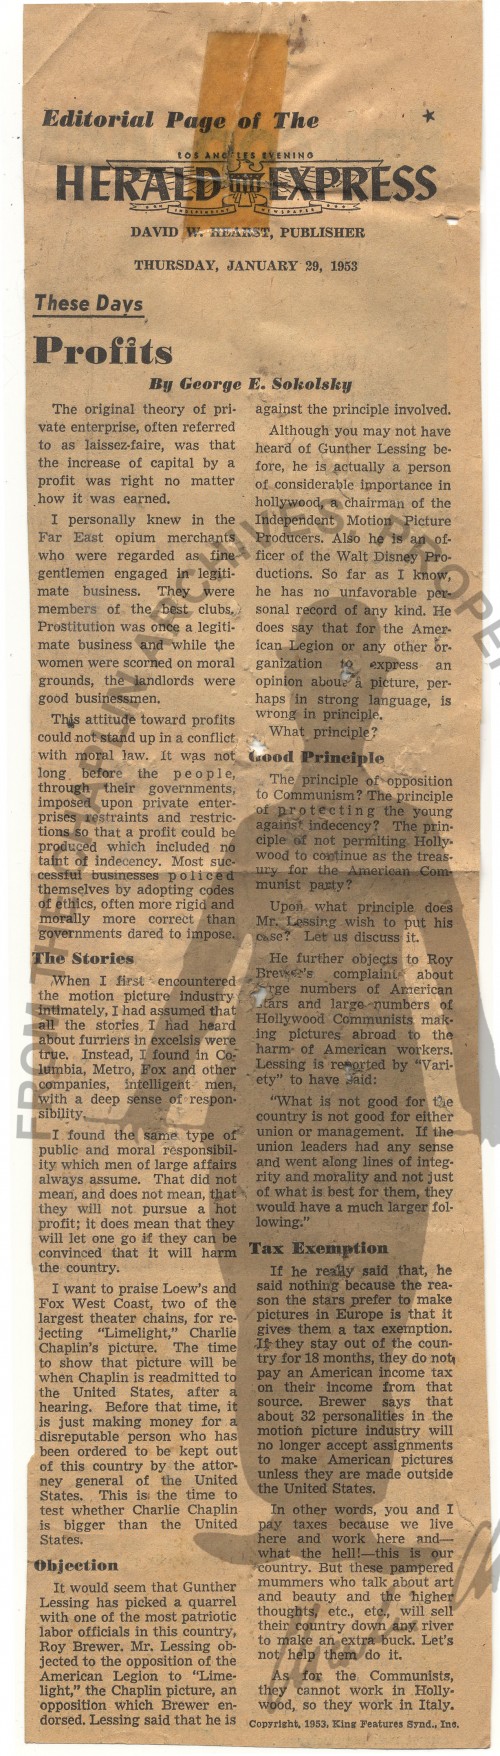 Editorial Page of The
LOS ANGELES EVENING
HERALD EXPRESS
AN INDEPENDENT NEWSPAPER
DAVID W. HEARST, PUBLISHER
THURSDAY, JANUARY 29, 1953
These Days
Profits
By George E. Sokolsky
The original theory of pri-
vate enterprise, often referred
to as laissez-faire, was that
the increase of capital by a
profit was right no matter
how it was earned.
I personally knew in the
Far East opium merchants
who were regarded as fine
gentlemen engaged in legiti-
mate business. They were
members of the best clubs.
Prostitution was once a legiti-
mate business and while the
women were scorned on moral
grounds, the landlords were
good businessmen.
This attitude toward profits
could not stand up in a conflict
with moral law. It was not
long before the people,
through their governments,
imposed upon private enter-
prises restraints and restric-
tions so that a profit could be
produced which included no
taint of indecency. Most suc-
cessful businesses policed
themselves by adopting codes
of ethics, often more rigid and
morally more correct than
governments dared to impose.
The Stories
When I first encountered
the motion picture industry
intimately, I had assumed that
all the stories I had heard
about furriers in excelsis were
true. Instead, I found in Co-
lumbia, Metro, Fox and other
companies, intelligent men,
with a deep sense of respon-
sibility.
I found the same type of
public and moral responsibil-
ity which men of large affairs
always assume. That did not
mean, and does not mean, that
they will not pursue a hot
profit; it does mean that they
will let one go if they can be
convinced that it will harm
the country.
I want to praise Loew's and
Fox West Coast, two of the
largest theater chains, for re-
jecting "Limelight," Charlie
Chaplin's picture. The time
to show that picture will be
when Chaplin is readmitted to
the United States, after a
hearing. Before that time, it
is just making money for a
disreputable person who has
been ordered to be kept out
of this country by the attor-
ney general of the United
States. This is the time to
test whether Charlie Chaplin
is bigger than the United
States.
Objection
It would seem that Gunther
Lessing has picked a quarrel
with one of the most patriotic
labor officials in this country,
Roy Brewer. Mr. Lessing ob-
jected to the opposition of the
American Legion to "Lime-
light," the Chaplin picture, an
opposition which Brewer en-
dorsed. Lessing said that he is
against the principle involved.
Although you may not have
heard of Gunther Lessing be-
fore, he is actually a person
of considerable importance in
hollywood, a chairman of the
Independent Motion Picture
Producers. Also he is an of-
ficer of the Walt Disney Pro-
ductions. So far as I know,
he has no unfavorable per-
sonal record of any kind. He
does say that for the Amer-
ican Legion or any other or-
ganization to express an
opinion about a picture, per-
haps in strong language, is
wrong in principle.
What principle?
Good Principle
The principle of opposition
to Communism? The principle
of protecting the young
against indecency? The prin-
ciple of not permiting Holly-
wood to continue as the treas-
ury for the American Com-
munist party?
Upon what principle does
Mr. Lessing wish to put his
case? Let us discuss it.
He further objects to Roy
Brewer's complaint about
large numbers of American
stars and large numbers of
Hollywood Communists mak-
ing pictures abroad to the
harm of American workers.
Lessing is reported by "Vari-
ety" to have said:
"What is not good for the
country is not good for either
union or management. If the
union leaders had any sense
and went along lines of integ-
rity and morality and not just
of what is best for them, they
would have a much larger fol-
lowing."
Tax Exemption
If he really said that, he
said nothing because the rea-
son the stars prefer to make
pictures in Europe is that it
gives them a tax exemption.
If they stay out of the coun-
try for 18 months, they do not
pay an American income tax
on their income from that
source. Brewer says that
about 32 personalities in the
motion picture industry will
no longer accept assignments
to make American pictures
unless they are made outside
the United States.
In other words, you and I
pay taxes because we live
here and work here and—
what the hell!—this is our
country. But these pampered
mummers who talk about art
and beauty and the higher
thoughts, etc., etc., will sell
their country down any river
to make an extra buck. Let's
not help them do it.
As for the Communists,
they cannot work in Holly-
wood, so they work in Italy.
Copyright, 1953, King Features Synd., Inc.
FROM THE CHAPLIN ARCHIVES